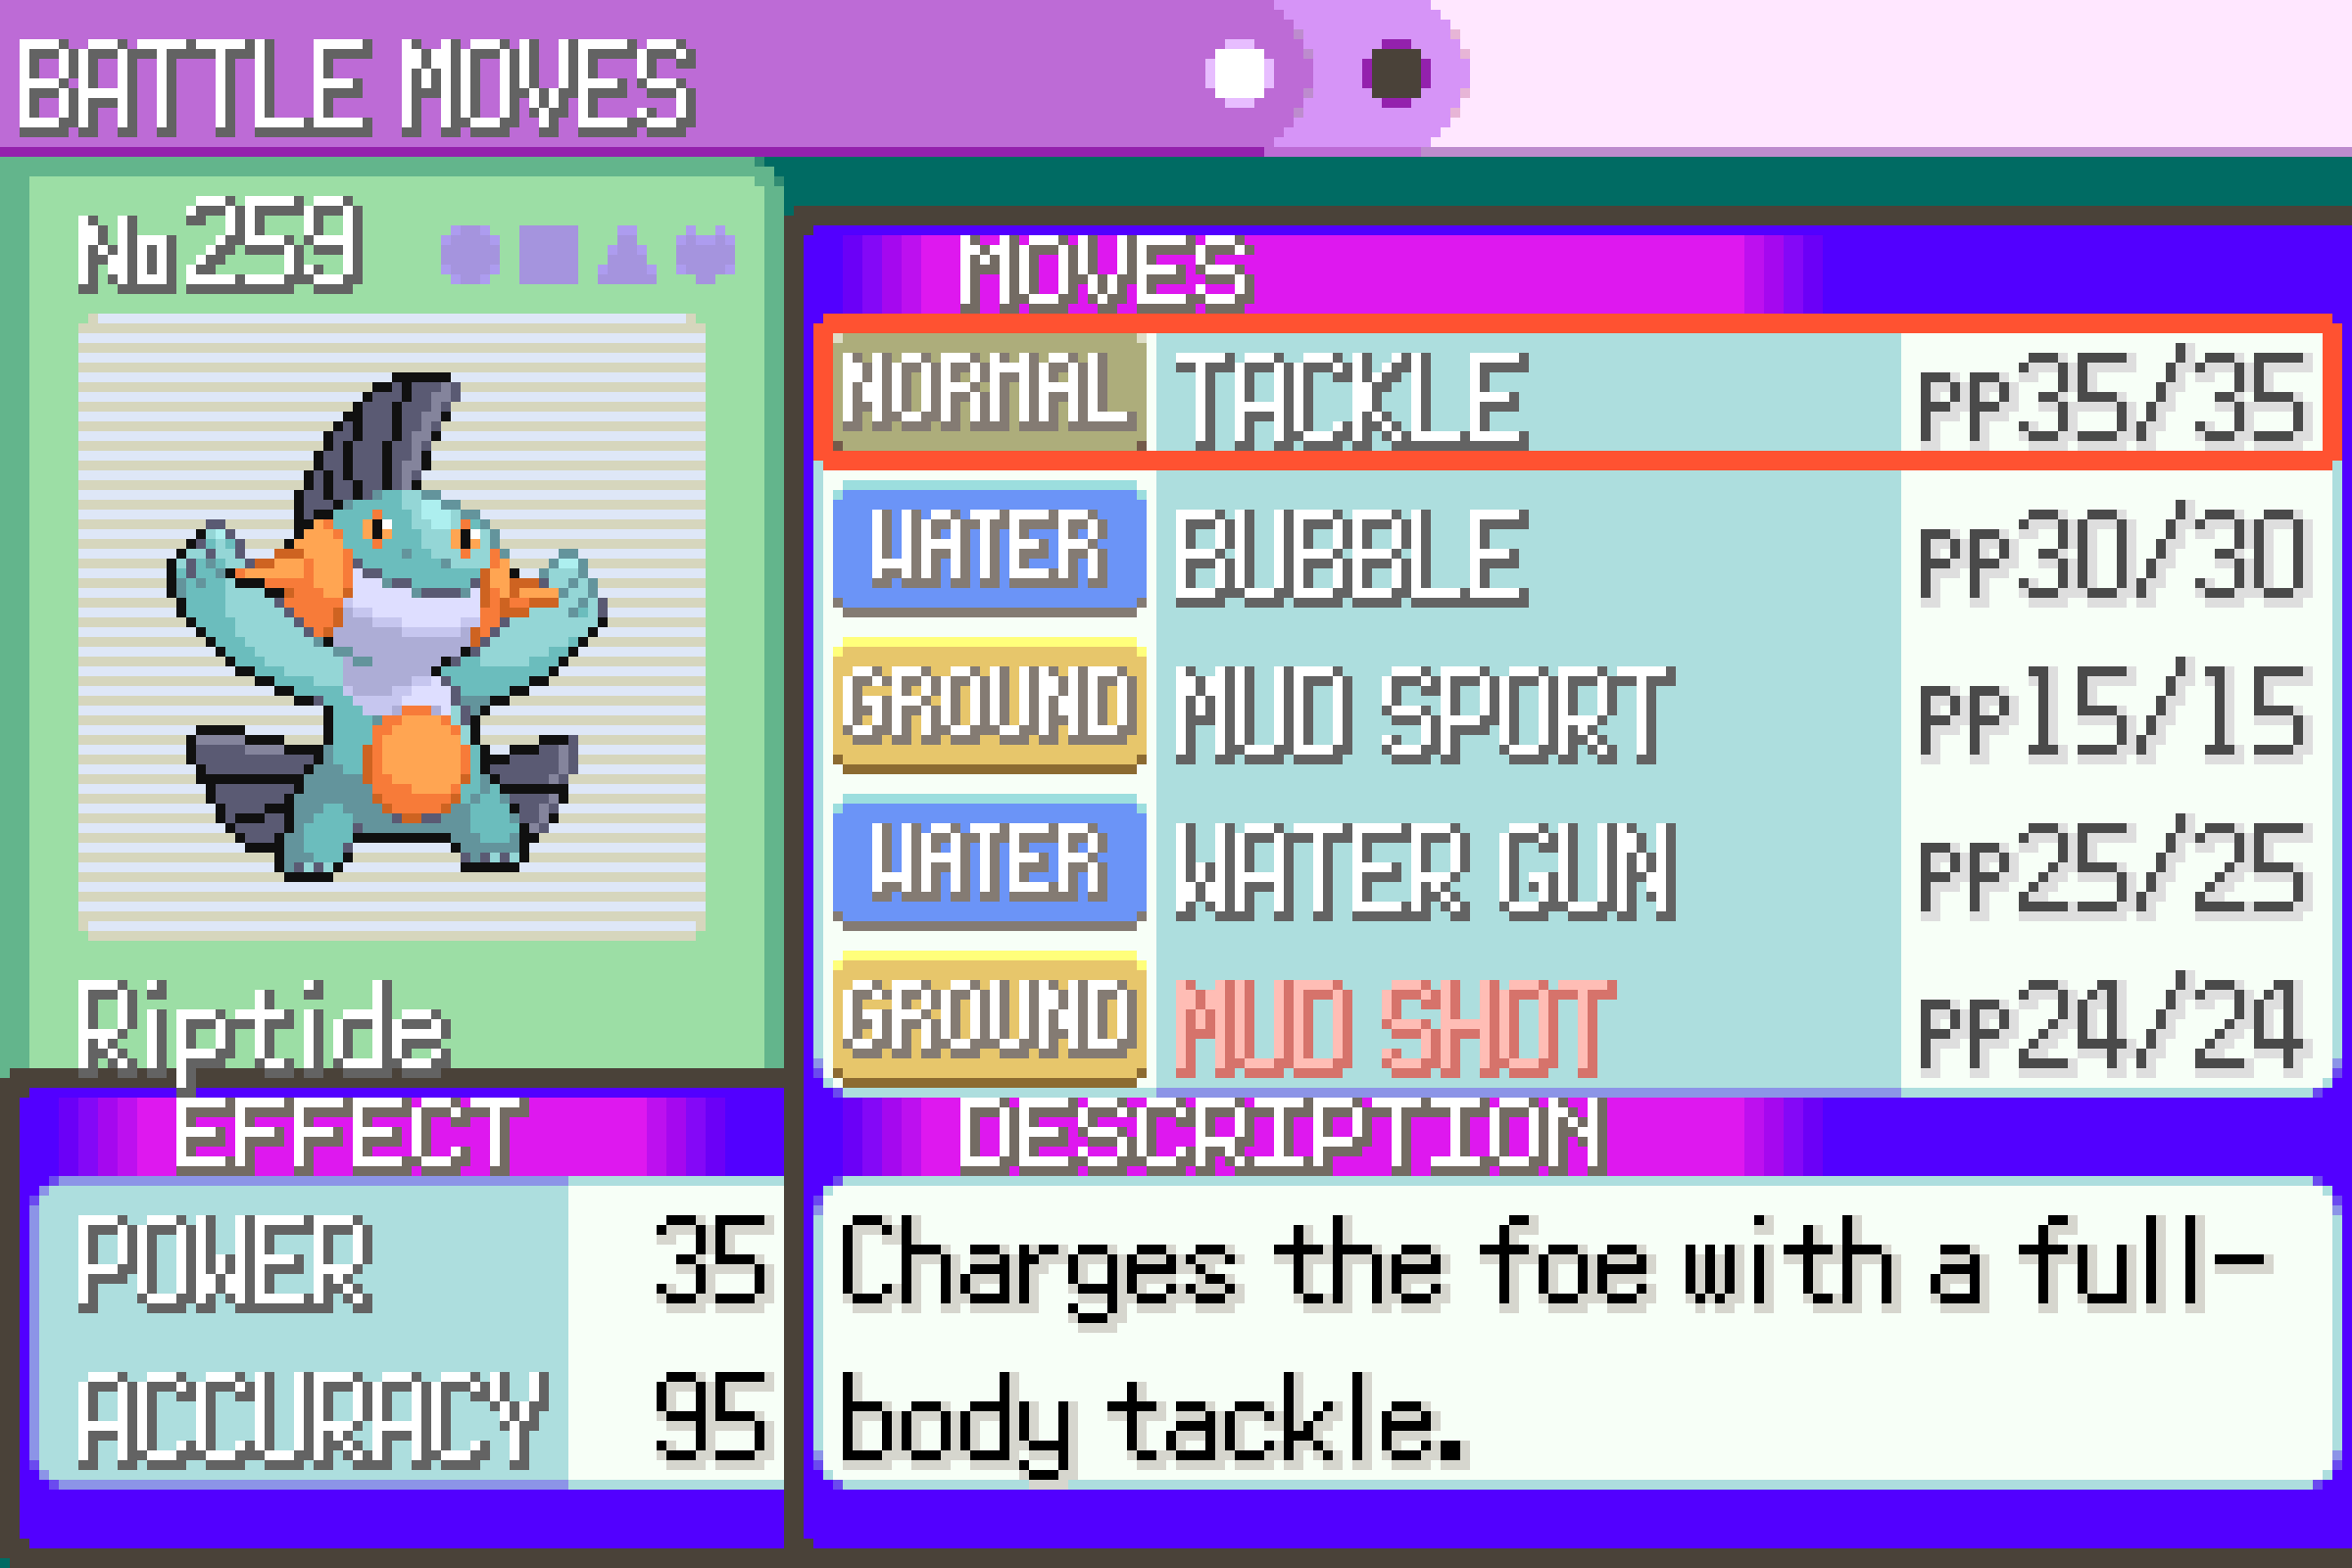 BATTLE MOVES
No259
Riptide
MOVES
NORMAL TACKLE PP35/35
WATER BUBBLE PP30/30
GROUND MUD SPORT PP15/15
WATER WATER GUN PP25/25
GROUND MUD SHOT PP24/24
EFFECT
POWER 35
ACCURACY 95
DESCRIPTION
Charges the foe with a full-
body tackle.